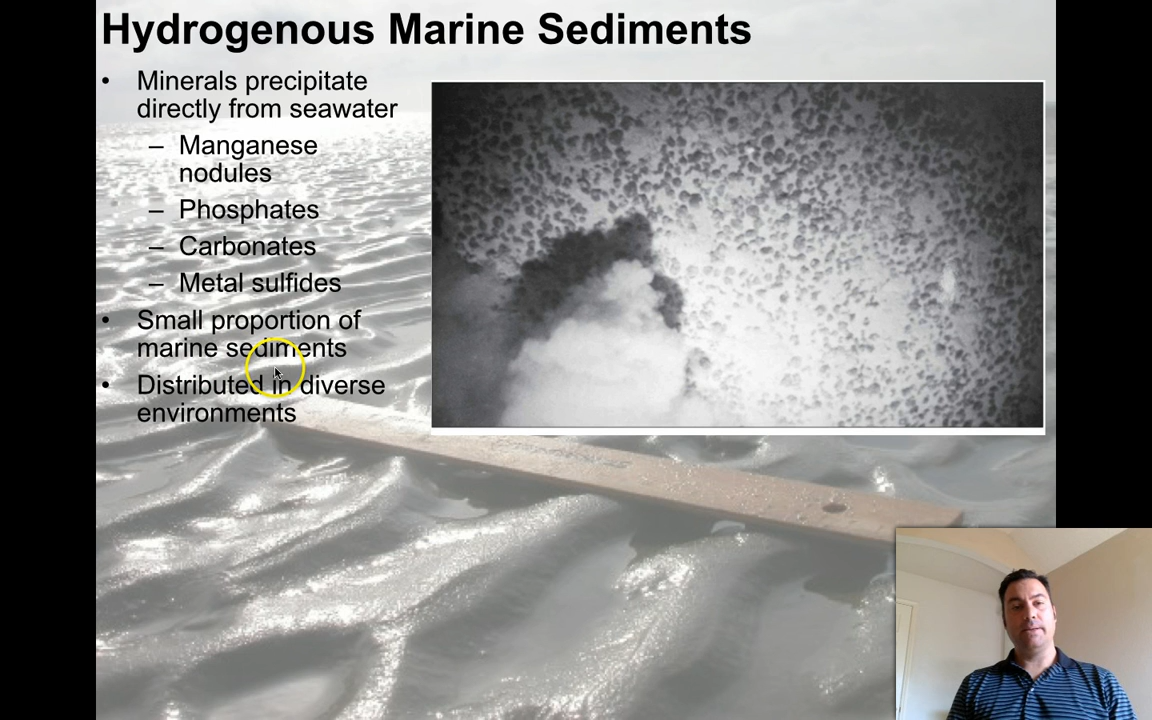 Hydrogenous Marine Sediments
• Minerals precipitate
directly from seawater
– Manganese
nodules
– Phosphates
– Carbonates
– Metal sulfides
• Small proportion of
marine sediments
• Distributed in diverse
environments